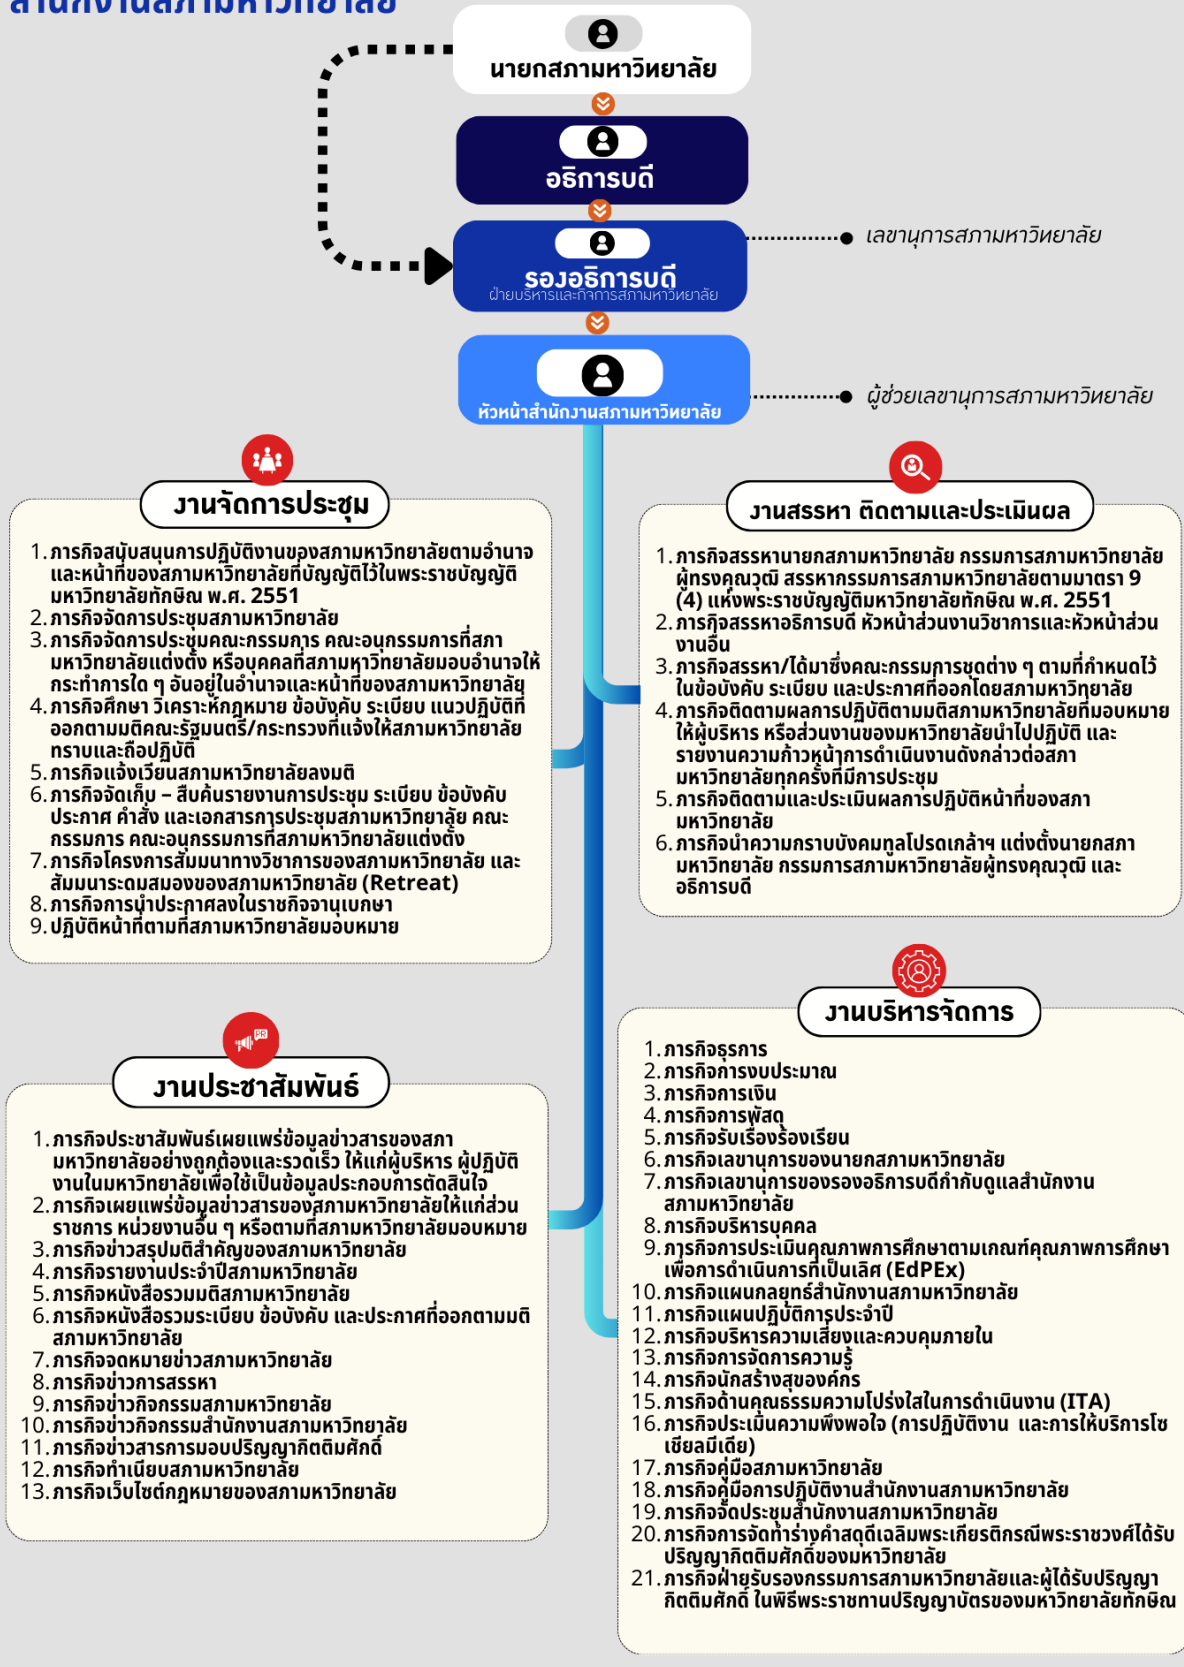 สำนักงานสภามหาวิทยาลัย
นายกสภามหาวิทยาลัย
อธิการบดี
รองอธิการบดี
ฝ่ายบริหารและกิจการสภามหาวิทยาลัย
เลขานุการสภามหาวิทยาลัย
หัวหน้าสำนักงานสภามหาวิทยาลัย
ผู้ช่วยเลขานุการสภามหาวิทยาลัย
งานจัดการประชุม
1. ภารกิจสนับสนุนการปฏิบัติงานของสภามหาวิทยาลัยตามอำนาจ
และหน้าที่ของสภามหาวิทยาลัยที่บัญญัติไว้ในพระราชบัญญัติ
มหาวิทยาลัยทักษิณ พ.ศ. 2551
2. ภารกิจจัดการประชุมสภามหาวิทยาลัย
3. ภารกิจจัดการประชุมคณะกรรมการ คณะอนุกรรมการที่สภา
มหาวิทยาลัยแต่งตั้ง หรือบุคคลที่สภามหาวิทยาลัยมอบอำนาจให้
กระทำการใด ๆ อันอยู่ในอำนาจและหน้าที่ของสภามหาวิทยาลัย
4. ภารกิจศึกษา วิเคราะห์กฎหมาย ข้อบังคับ ระเบียบ แนวปฏิบัติที่
ออกตามมติคณะรัฐมนตรี/กระทรวงที่แจ้งให้สภามหาวิทยาลัย
ทราบและถือปฏิบัติ
5. ภารกิจแจ้งเวียนสภามหาวิทยาลัยลงมติ
6. ภารกิจจัดเก็บ – สืบค้นรายงานการประชุม ระเบียบ ข้อบังคับ
ประกาศ คำสั่ง และเอกสารการประชุมสภามหาวิทยาลัย คณะ
กรรมการ คณะอนุกรรมการที่สภามหาวิทยาลัยแต่งตั้ง
7. ภารกิจโครงการสัมมนาทางวิชาการของสภามหาวิทยาลัย และ
สัมมนาระดมสมองของสภามหาวิทยาลัย (Retreat)
8. ภารกิจการนำประกาศลงในราชกิจจานุเบกษา
9. ปฏิบัติหน้าที่ตามที่สภามหาวิทยาลัยมอบหมาย
งานสรรหา ติดตามและประเมินผล
1. ภารกิจสรรหานายกสภามหาวิทยาลัย กรรมการสภามหาวิทยาลัย
ผู้ทรงคุณวุฒิ สรรหากรรมการสภามหาวิทยาลัยตามมาตรา 9
(4) แห่งพระราชบัญญัติมหาวิทยาลัยทักษิณ พ.ศ. 2551
2. ภารกิจสรรหาอธิการบดี หัวหน้าส่วนงานวิชาการและหัวหน้าส่วน
งานอื่น
3. ภารกิจสรรหา/ได้มาซึ่งคณะกรรมการชุดต่าง ๆ ตามที่กำหนดไว้
ในข้อบังคับ ระเบียบ และประกาศที่ออกโดยสภามหาวิทยาลัย
4. ภารกิจติดตามผลการปฏิบัติตามมติสภามหาวิทยาลัยที่มอบหมาย
ให้ผู้บริหาร หรือส่วนงานของมหาวิทยาลัยนำไปปฏิบัติ และ
รายงานความก้าวหน้าการดำเนินงานดังกล่าวต่อสภา
มหาวิทยาลัยทุกครั้งที่มีการประชุม
5. ภารกิจติดตามและประเมินผลการปฏิบัติหน้าที่ของสภา
มหาวิทยาลัย
6. ภารกิจนำความกราบบังคมทูลโปรดเกล้าฯ แต่งตั้งนายกสภา
มหาวิทยาลัย กรรมการสภามหาวิทยาลัยผู้ทรงคุณวุฒิ และ
อธิการบดี
PR
งานประชาสัมพันธ์
1. ภารกิจประชาสัมพันธ์เผยแพร่ข้อมูลข่าวสารของสภา
มหาวิทยาลัยอย่างถูกต้องและรวดเร็ว ให้แก่ผู้บริหาร ผู้ปฏิบัติ
งานในมหาวิทยาลัยเพื่อใช้เป็นข้อมูลประกอบการตัดสินใจ
2. ภารกิจเผยแพร่ข้อมูลข่าวสารของสภามหาวิทยาลัยให้แก่ส่วน
ราชการ หน่วยงานอื่น ๆ หรือตามที่สภามหาวิทยาลัยมอบหมาย
3. ภารกิจข่าวสรุปมติสำคัญของสภามหาวิทยาลัย
4. ภารกิจรายงานประจำปีสภามหาวิทยาลัย
5. ภารกิจหนังสือรวมมติสภามหาวิทยาลัย
6. ภารกิจหนังสือรวมระเบียบ ข้อบังคับ และประกาศที่ออกตามมติ
สภามหาวิทยาลัย
7. ภารกิจจดหมายข่าวสภามหาวิทยาลัย
8. ภารกิจข่าวการสรรหา
9. ภารกิจข่าวกิจกรรมสภามหาวิทยาลัย
10. ภารกิจข่าวกิจกรรมสำนักงานสภามหาวิทยาลัย
11. ภารกิจข่าวสารการมอบปริญญากิตติมศักดิ์
12. ภารกิจทำเนียบสภามหาวิทยาลัย
13. ภารกิจเว็บไซต์กฎหมายของสภามหาวิทยาลัย
งานบริหารจัดการ
1. ภารกิจธุรการ
2. ภารกิจการงบประมาณ
3. ภารกิจการเงิน
4. ภารกิจการพัสดุ
5. ภารกิจรับเรื่องร้องเรียน
6. ภารกิจเลขานุการของนายกสภามหาวิทยาลัย
7. ภารกิจเลขานุการของรองอธิการบดีกำกับดูแลสำนักงาน
สภามหาวิทยาลัย
8. ภารกิจบริหารบุคคล
9. ภารกิจการประเมินคุณภาพการศึกษาตามเกณฑ์คุณภาพการศึกษา
เพื่อการดำเนินการที่เป็นเลิศ (EdPEx)
10. ภารกิจแผนกลยุทธ์สำนักงานสภามหาวิทยาลัย
11. ภารกิจแผนปฏิบัติการประจำปี
12. ภารกิจบริหารความเสี่ยงและควบคุมภายใน
13. ภารกิจการจัดการความรู้
14. ภารกิจนักสร้างสุขององค์กร
15. ภารกิจด้านคุณธรรมความโปร่งใสในการดำเนินงาน (ITA)
16. ภารกิจประเมินความพึงพอใจ (การปฏิบัติงาน และการให้บริการโซ
เชียลมีเดีย)
17. ภารกิจคู่มือสภามหาวิทยาลัย
18. ภารกิจคู่มือการปฏิบัติงานสำนักงานสภามหาวิทยาลัย
19. ภารกิจจัดประชุมสำนักงานสภามหาวิทยาลัย
20. ภารกิจการจัดทำร่างคำสดุดีเฉลิมพระเกียรติกรณีพระราชวงศ์ได้รับ
ปริญญากิตติมศักดิ์ของมหาวิทยาลัย
21. ภารกิจฝ่ายรับรองกรรมการสภามหาวิทยาลัยและผู้ได้รับปริญญา
กิตติมศักดิ์ ในพิธีพระราชทานปริญญาบัตรของมหาวิทยาลัยทักษิณ